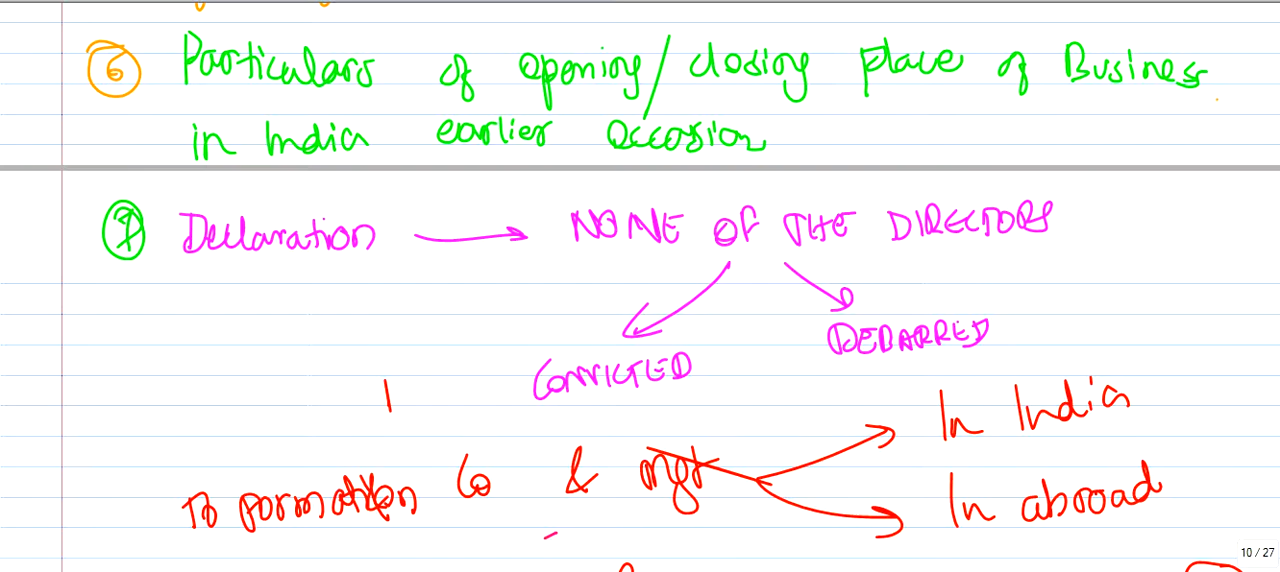 6 Particulars of opening/closing place of Business
in India earlier occasion
7 Declaration → NONE OF THE DIRECTORS
DEBARRED
CONVICTED
In India
To formation Co & mgt
In abroad
10 / 27